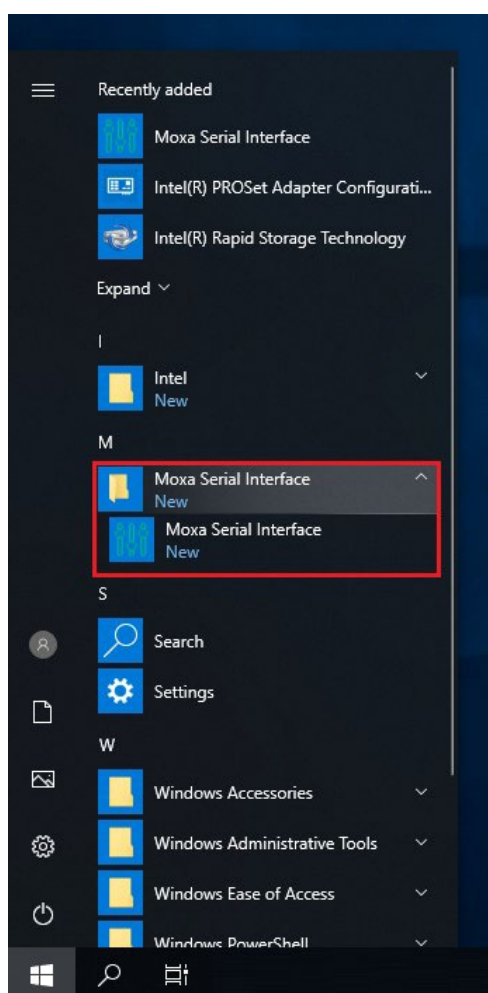 Recently added
Moxa Serial Interface
Intel(R) PROSet Adapter Configurati...
Intel(R) Rapid Storage Technology
Expand
I
Intel
New
M
Moxa Serial Interface
New
Moxa Serial Interface
New
S
Search
Settings
W
Windows Accessories
Windows Administrative Tools
Windows Ease of Access
Windows PowerShell